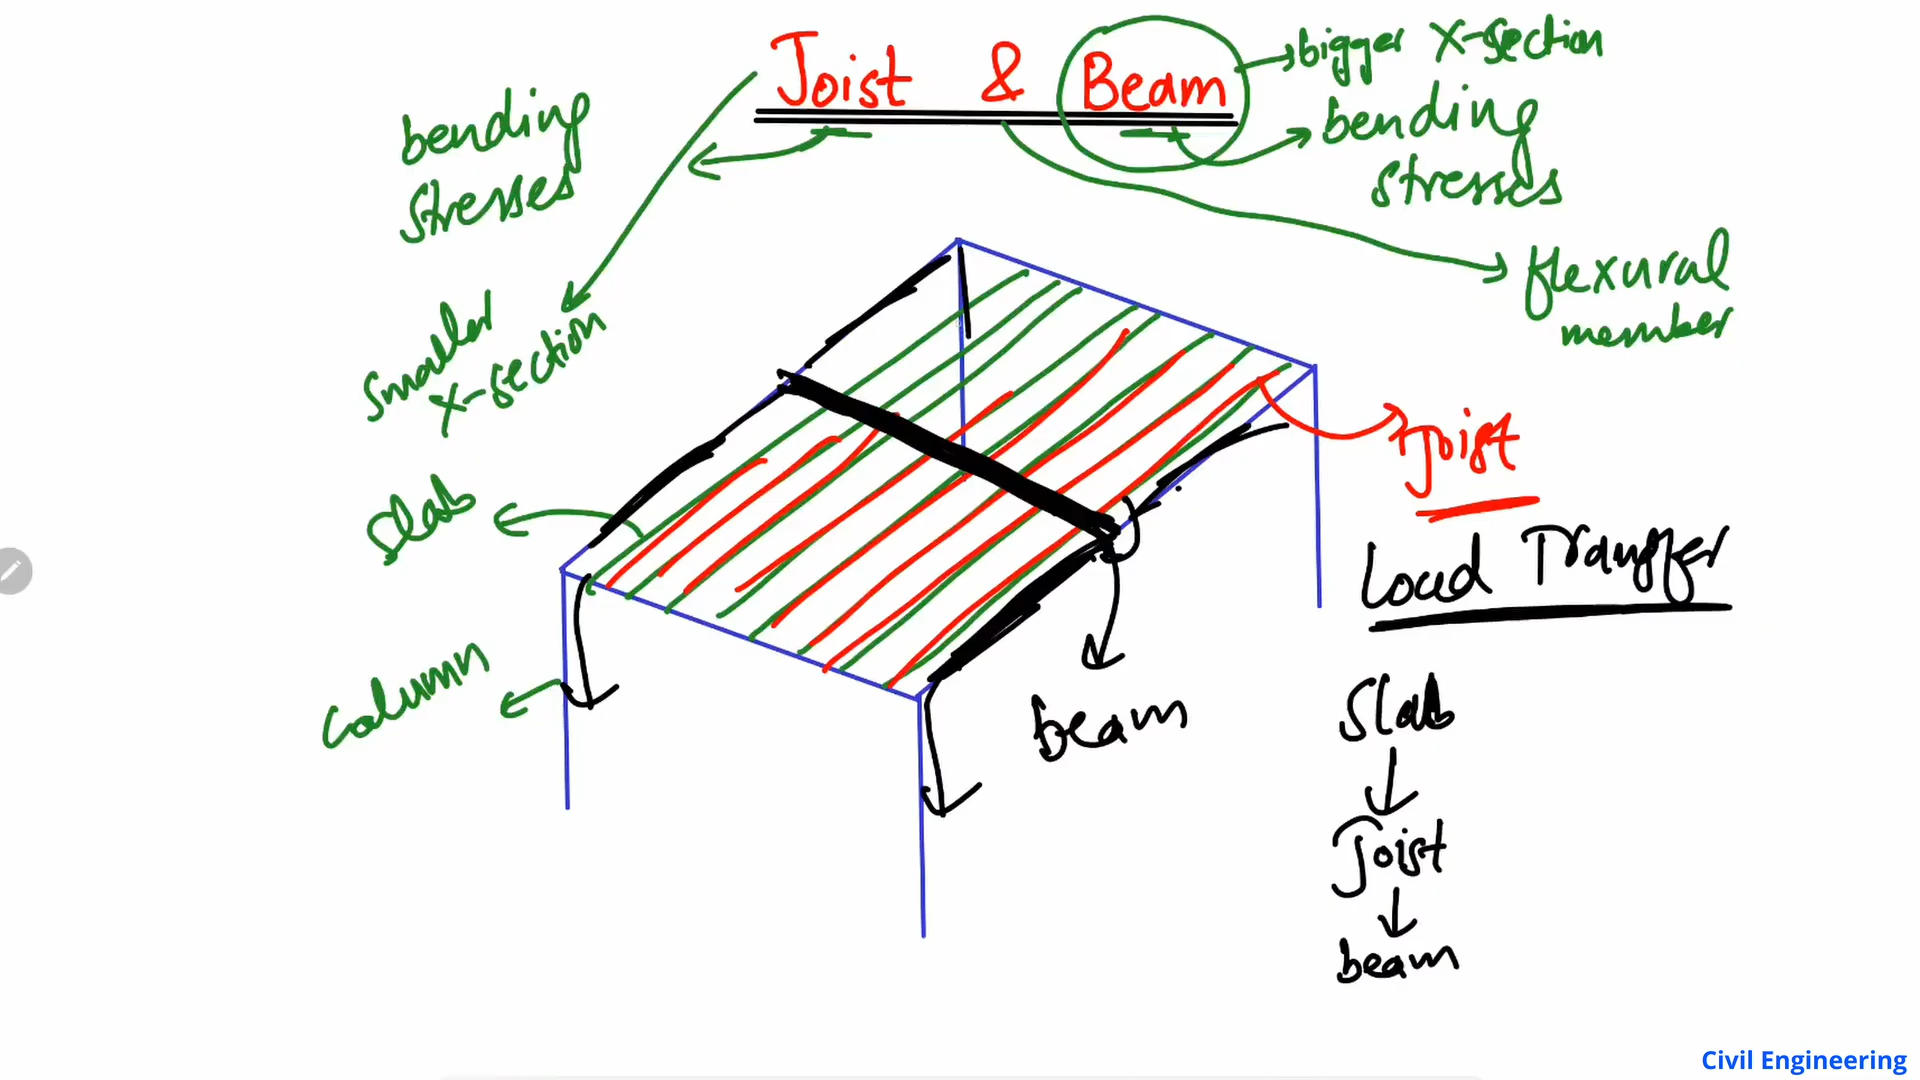 Joist & Beam
bigger X-section
bending
stresses
bending
stresses
flexural
member
smaller
X-section
Joist
slab
Load Transfer
column
beam
Slab
Joist
beam
Civil Engineering